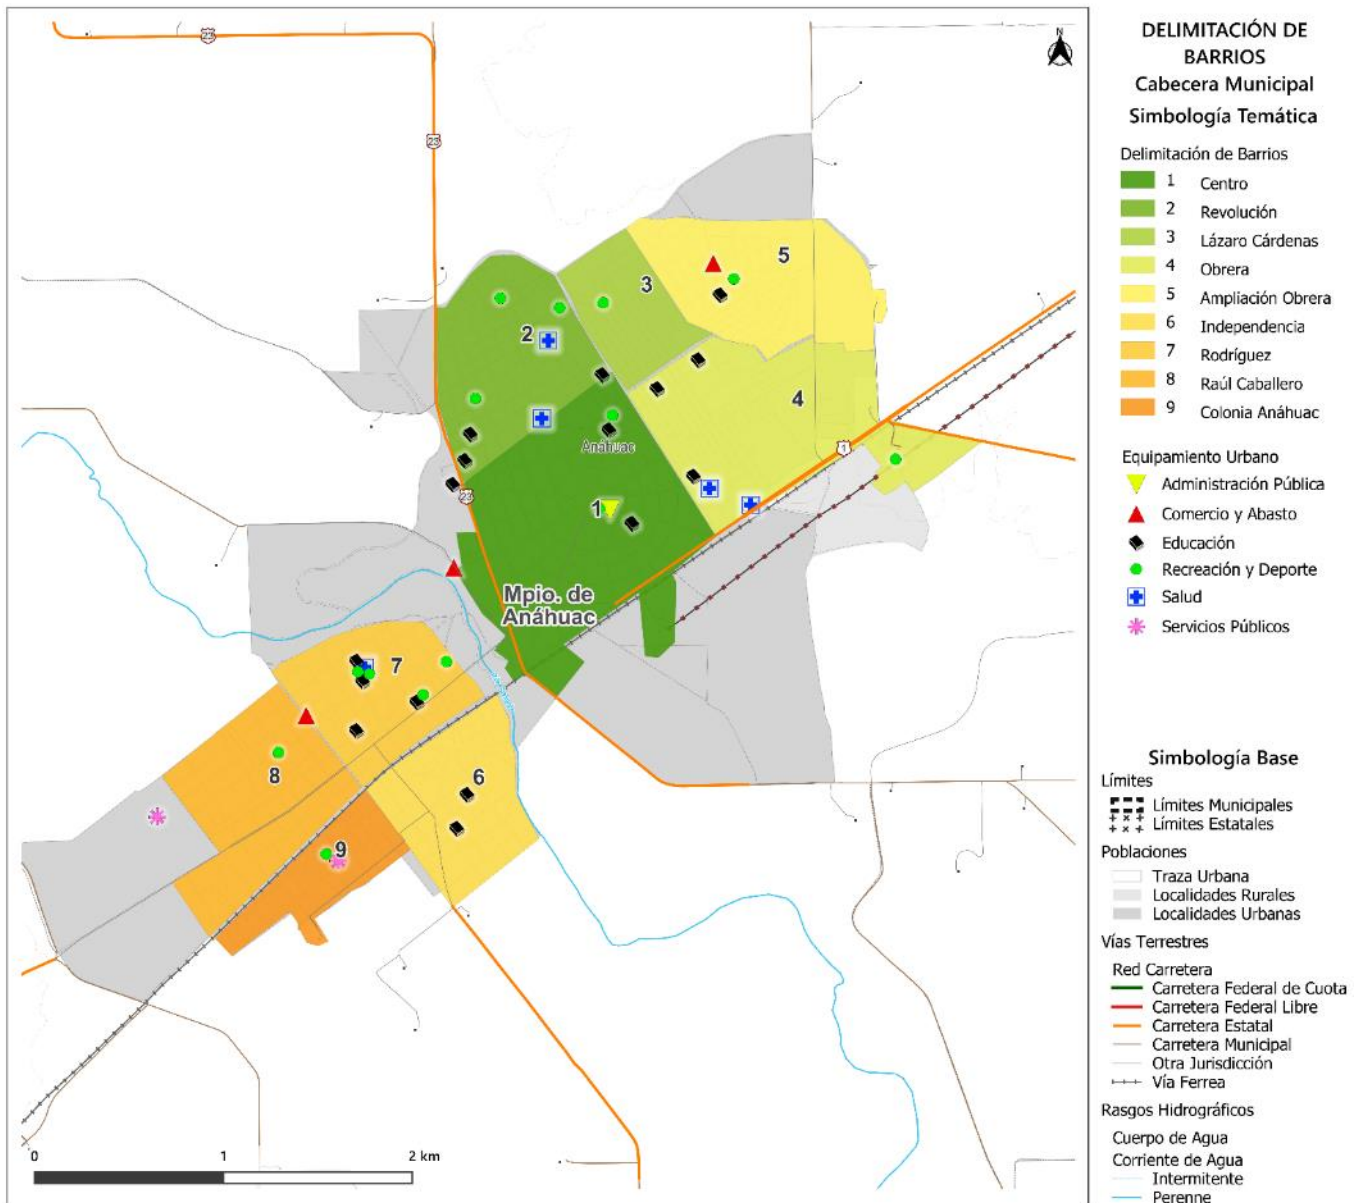 23
23
N
5
3
2
4
Anáhuac
1
23
1
Mpio. de
Anáhuac
7
6
8
9
0
1
2 km
DELIMITACIÓN DE
BARRIOS
Cabecera Municipal
Simbología Temática
Delimitación de Barrios
1 Centro
2 Revolución
3 Lázaro Cárdenas
4 Obrera
5 Ampliación Obrera
6 Independencia
7 Rodríguez
8 Raúl Caballero
9 Colonia Anáhuac
Equipamiento Urbano
Administración Pública
Comercio y Abasto
Educación
Recreación y Deporte
Salud
Servicios Públicos
Simbología Base
Límites
Límites Municipales
Límites Estatales
Poblaciones
Traza Urbana
Localidades Rurales
Localidades Urbanas
Vías Terrestres
Red Carretera
Carretera Federal de Cuota
Carretera Federal Libre
Carretera Estatal
Carretera Municipal
Otra Jurisdicción
Vía Ferrea
Rasgos Hidrográficos
Cuerpo de Agua
Corriente de Agua
Intermitente
Perenne